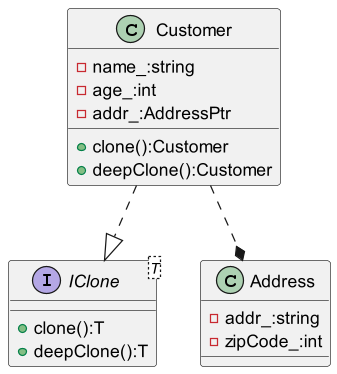 C Customer
name_:string
age_:int
addr_:AddressPtr
clone():Customer
deepClone():Customer
I IClone T
clone():T
deepClone():T
C Address
addr_:string
zipCode_:int